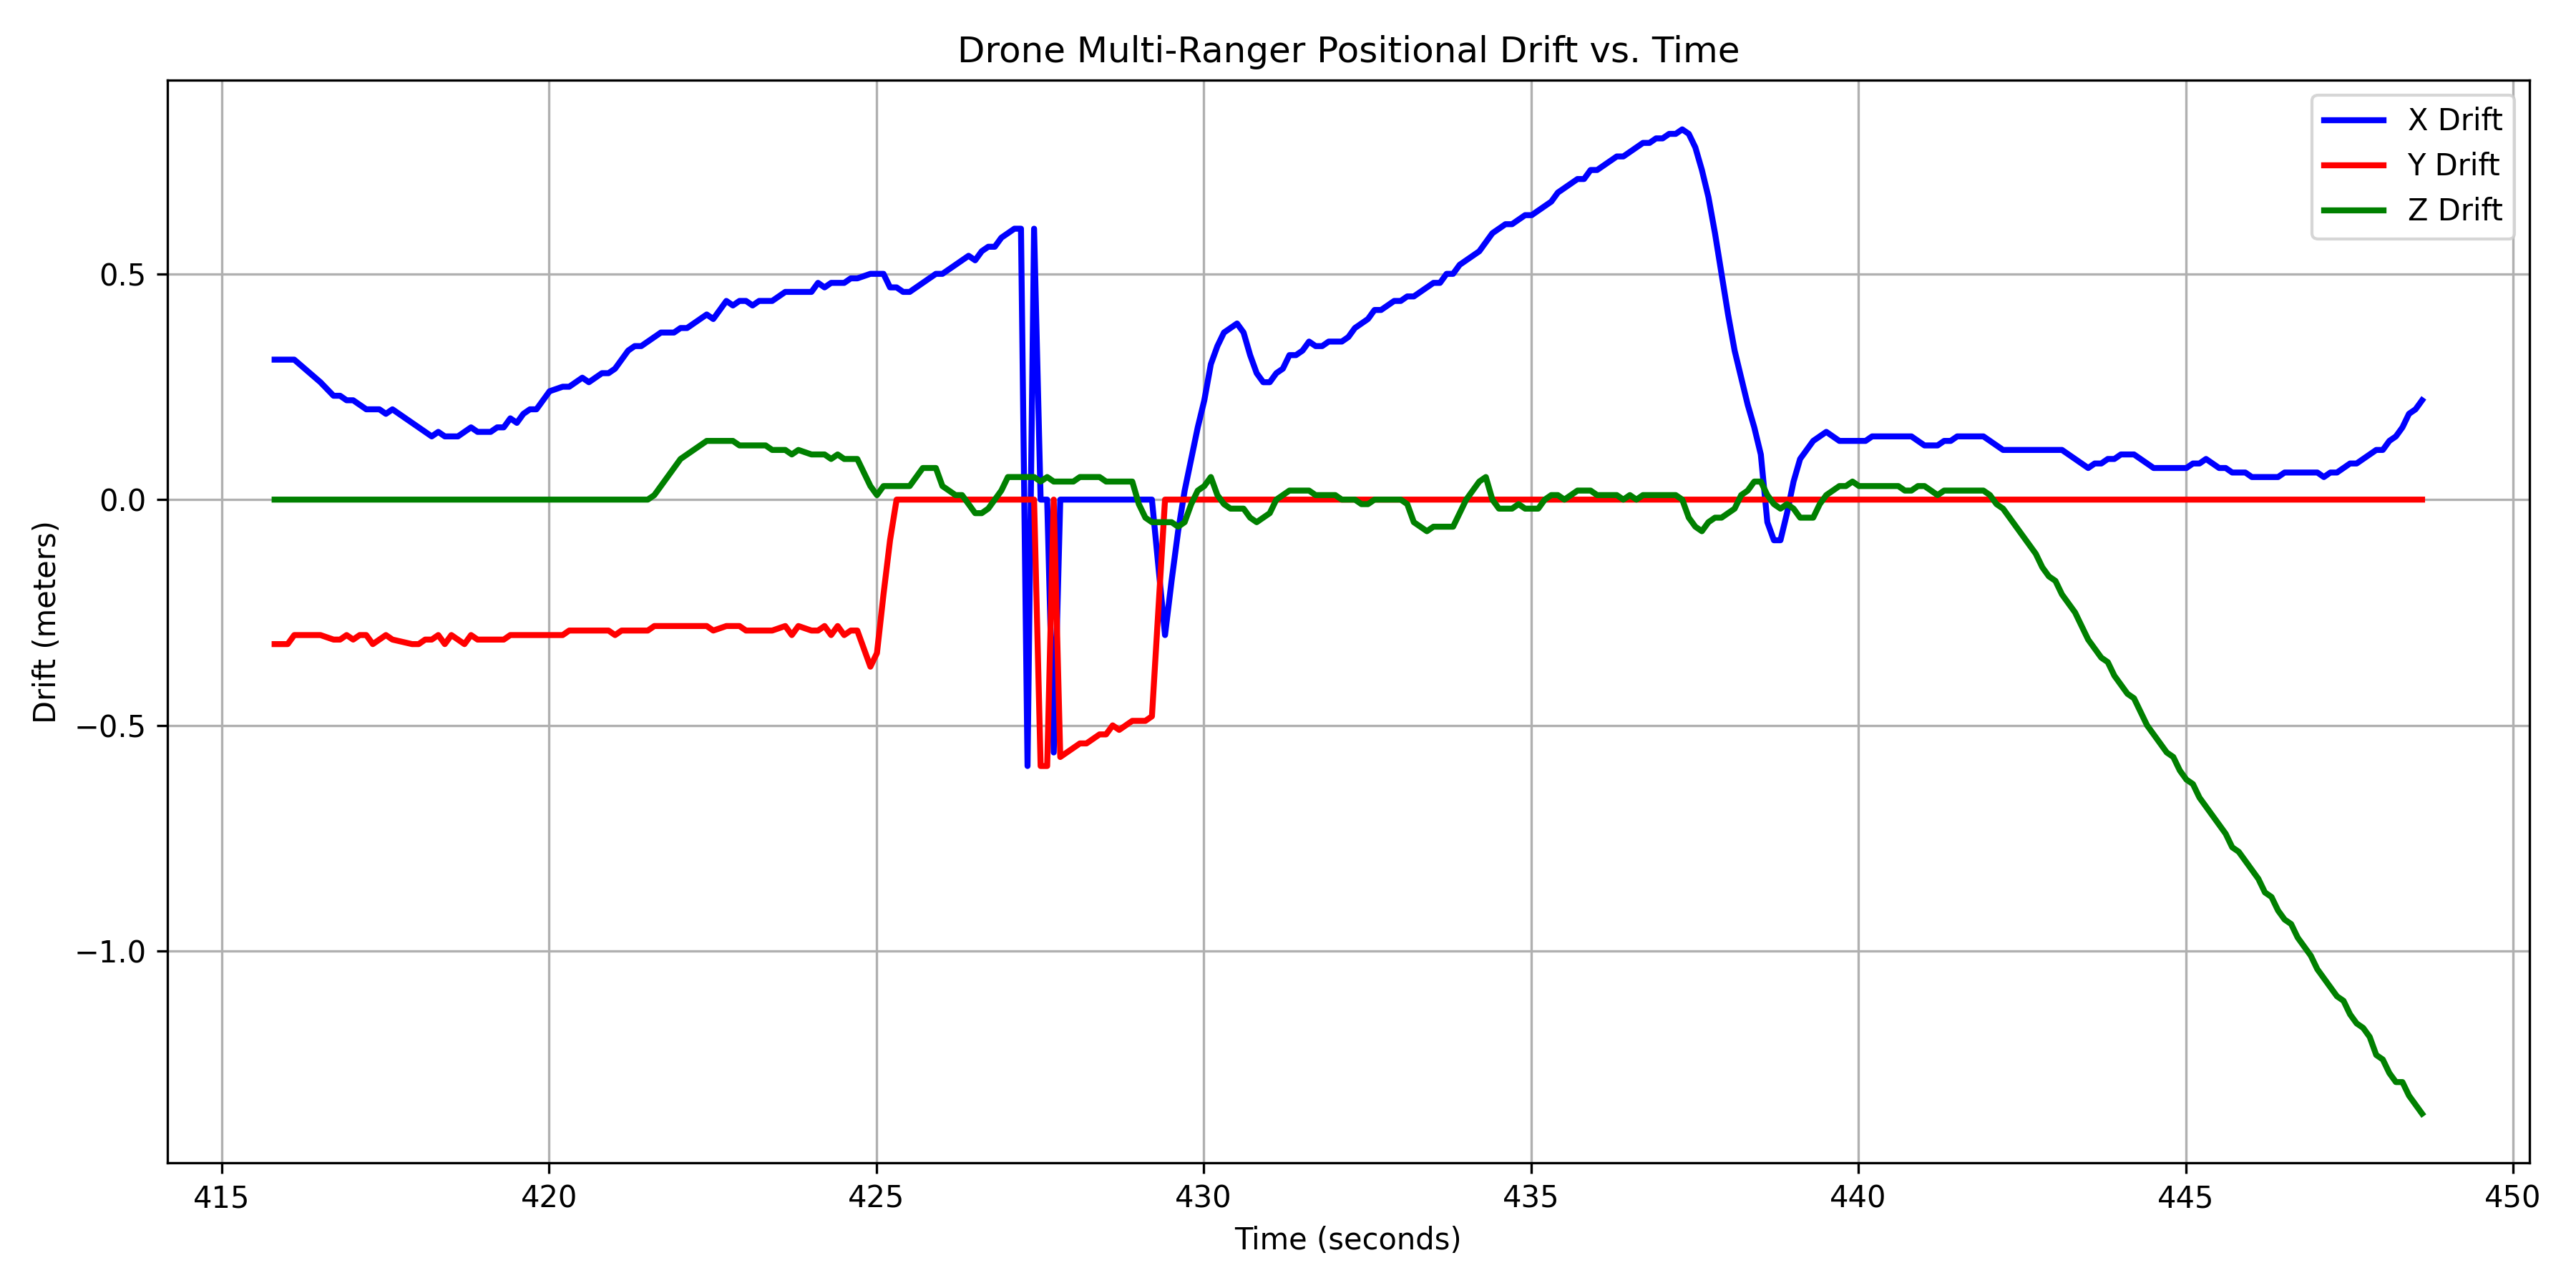 Drone Multi-Ranger Positional Drift vs. Time
X Drift
Y Drift
Z Drift
Drift (meters)
0.5
0.0
−0.5
−1.0
415 420 425 430 435 440 445 450
Time (seconds)